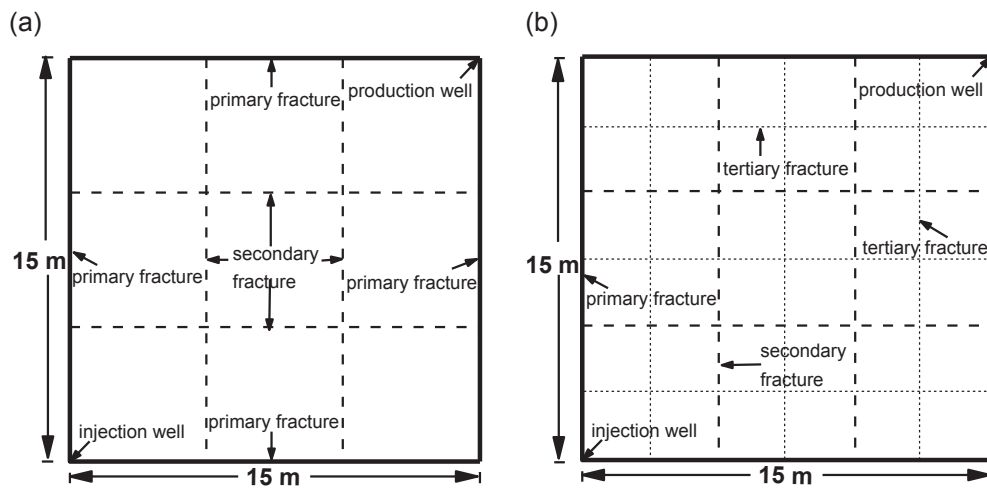 (a)
primary fracture
production well
15 m
secondary
fracture
primary fracture
primary fracture
primary fracture
injection well
15 m
(b)
production well
tertiary fracture
tertiary fracture
15 m
primary fracture
secondary
fracture
injection well
15 m